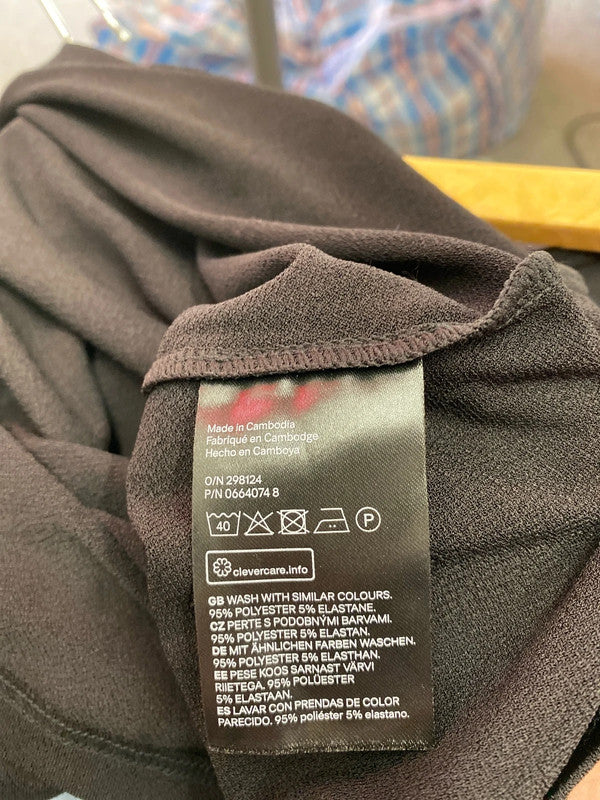 Made in Cambodia
Fabriqué en Cambodge
Hecho en Camboya
O/N 298124
P/N 0664074 8
40
P
clevercare.info
GB WASH WITH SIMILAR COLOURS.
95% POLYESTER 5% ELASTANE.
CZ PERTE S PODOBNÝMI BARVAMI.
95% POLYESTER 5% ELASTAN.
DE MIT ÄHNLICHEN FARBEN WASCHEN.
95% POLYESTER 5% ELASTHAN.
EE PESE KOOS SARNAST VÄRVI
RIIETEGA. 95% POLÜESTER
5% ELASTAAN.
ES LAVAR CON PRENDAS DE COLOR
PARECIDO. 95% poliéster 5% elastano.